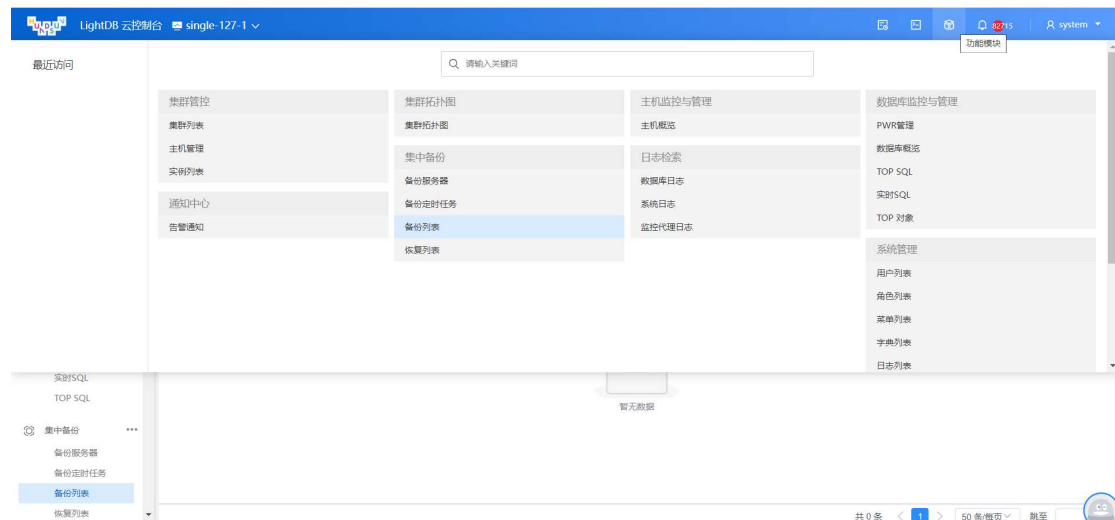 LightDB 云控制台 single-127-1
82715
system
功能模块
最近访问
请输入关键词
集群管控
集群列表
主机管理
实例列表
通知中心
告警通知
集群拓扑图
集群拓扑图
集中备份
备份服务器
备份定时任务
备份列表
恢复列表
主机监控与管理
主机概览
日志检索
数据库日志
系统日志
监控代理日志
数据库监控与管理
PWR管理
数据库概览
TOP SQL
实时SQL
TOP 对象
系统管理
用户列表
角色列表
菜单列表
字典列表
日志列表
实时SQL
TOP SQL
集中备份
备份服务器
备份定时任务
备份列表
恢复列表
暂无数据
共 0 条 1 50 条/每页 跳至